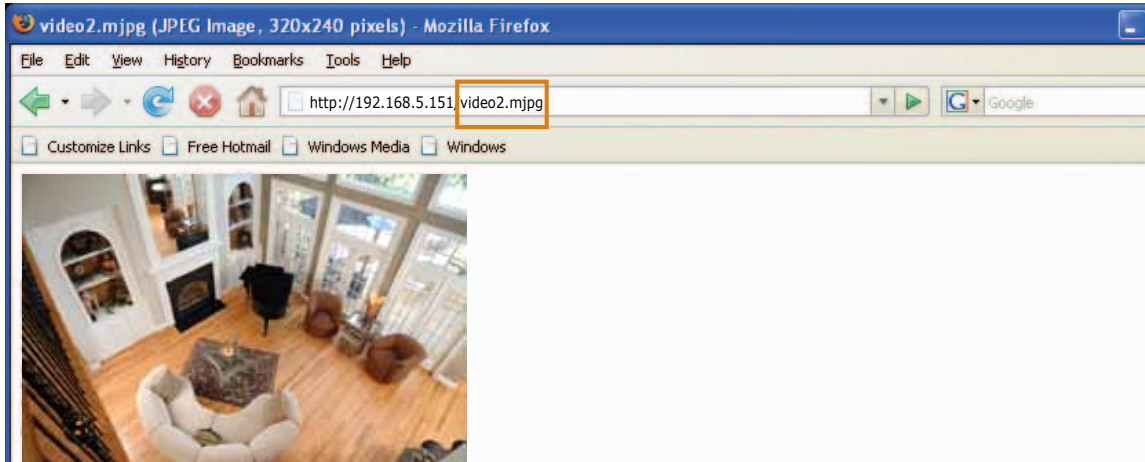 video2.mjpg (JPEG Image, 320x240 pixels) - Mozilla Firefox
File Edit View History Bookmarks Tools Help
http://192.168.5.151/video2.mjpg G Google
Customize Links Free Hotmail Windows Media Windows